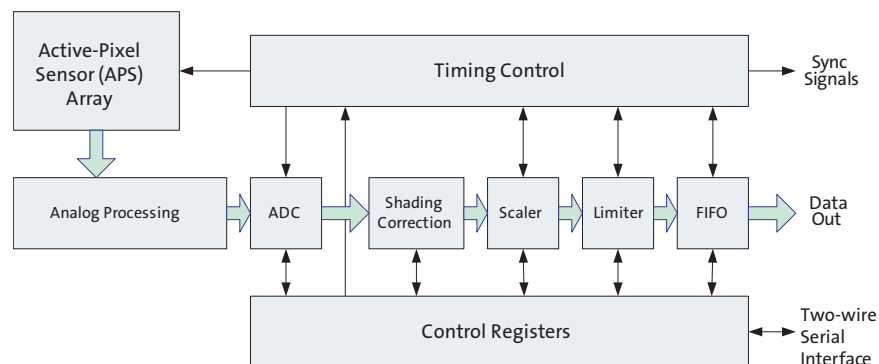 Active-Pixel
Sensor (APS)
Array
Timing Control
Sync
Signals
Analog Processing
ADC
Shading
Correction
Scaler
Limiter
FIFO
Data
Out
Control Registers
Two-wire
Serial
Interface